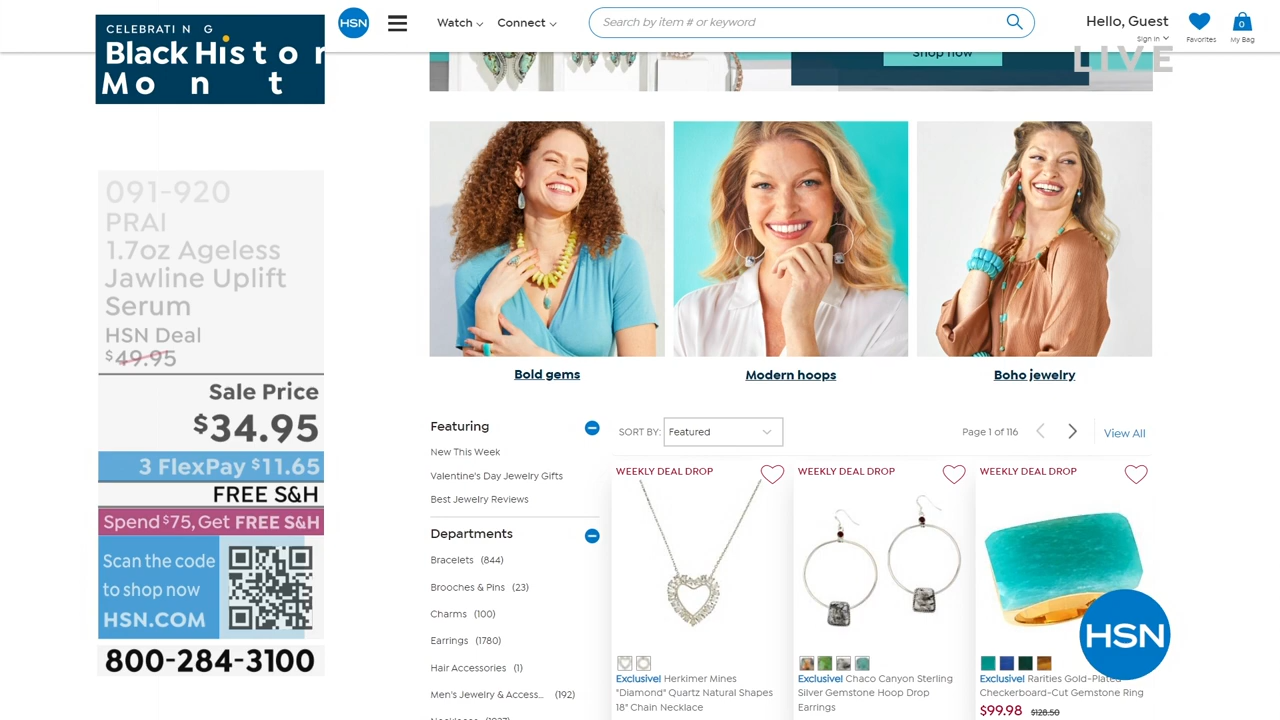 CELEBRATING
Black Histor
Mont
HSN
Watch
Connect
Search by item # or keyword
Hello, Guest
Sign in
Favorites
0
My Bag
Shop now
LIVE
091-920
PRAI
1.7oz Ageless
Jawline Uplift
Serum
HSN Deal
$49.95
Sale Price
$34.95
3 FlexPay $11.65
FREE S&H
Spend $75, Get FREE S&H
Scan the code
to shop now
HSN.COM
800-284-3100
Bold gems
Modern hoops
Boho jewelry
Featuring
New This Week
Valentine's Day Jewelry Gifts
Best Jewelry Reviews
Departments
Bracelets (844)
Brooches & Pins (23)
Charms (100)
Earrings (1780)
Hair Accessories (1)
Men's Jewelry & Access... (192)
SORT BY: Featured
Page 1 of 116
View All
WEEKLY DEAL DROP
Exclusive! Herkimer Mines
"Diamond" Quartz Natural Shapes
18" Chain Necklace
WEEKLY DEAL DROP
Exclusive! Chaco Canyon Sterling
Silver Gemstone Hoop Drop
Earrings
WEEKLY DEAL DROP
Exclusive! Rarities Gold-Plated
Checkerboard-Cut Gemstone Ring
$99.98 $128.50
HSN